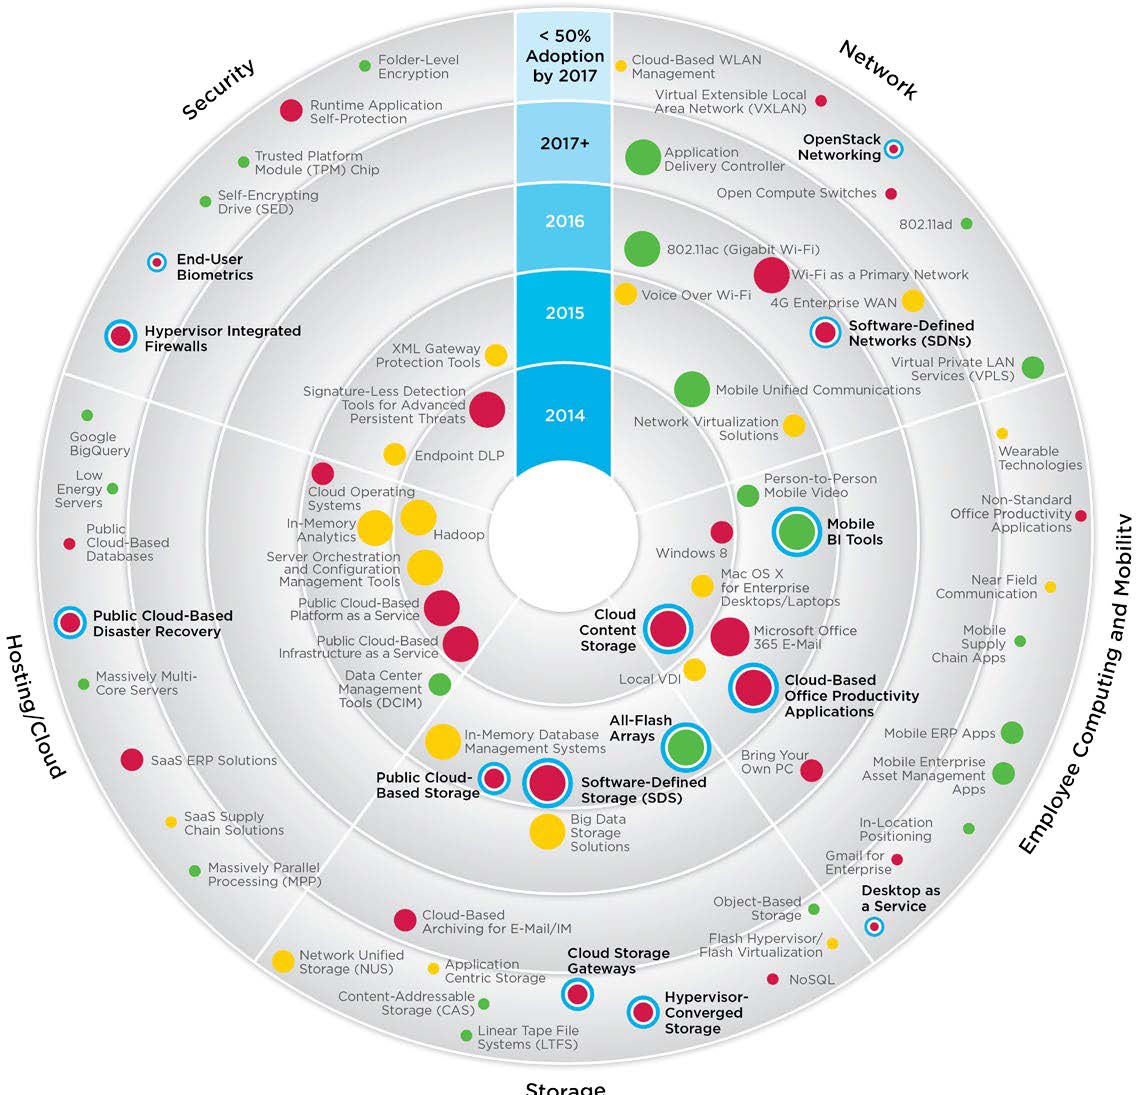 < 50%
Adoption
by 2017
2017+
2016
2015
2014
Security
Folder-Level
Encryption
Runtime Application
Self-Protection
Trusted Platform
Module (TPM) Chip
Self-Encrypting
Drive (SED)
End-User
Biometrics
Hypervisor Integrated
Firewalls
XML Gateway
Protection Tools
Signature-Less Detection
Tools for Advanced
Persistent Threats
Endpoint DLP
Network
Cloud-Based WLAN
Management
Virtual Extensible Local
Area Network (VXLAN)
OpenStack
Networking
Application
Delivery Controller
Open Compute Switches
802.11ad
802.11ac (Gigabit Wi-Fi)
Wi-Fi as a Primary Network
Voice Over Wi-Fi
4G Enterprise WAN
Software-Defined
Networks (SDNs)
Virtual Private LAN
Services (VPLS)
Mobile Unified Communications
Network Virtualization
Solutions
Employee Computing and Mobility
Wearable
Technologies
Person-to-Person
Mobile Video
Non-Standard
Office Productivity
Applications
Mobile
BI Tools
Windows 8
Mac OS X
for Enterprise
Desktops/Laptops
Near Field
Communication
Cloud
Content
Storage
Microsoft Office
365 E-Mail
Mobile
Supply
Chain Apps
Local VDI
Cloud-Based
Office Productivity
Applications
Mobile ERP Apps
Bring Your
Own PC
Mobile Enterprise
Asset Management
Apps
In-Location
Positioning
Gmail for
Enterprise
Desktop as
a Service
Hosting/Cloud
Google
BigQuery
Low
Energy
Servers
Public
Cloud-Based
Databases
Public Cloud-Based
Disaster Recovery
Massively Multi-
Core Servers
SaaS ERP Solutions
SaaS Supply
Chain Solutions
Massively Parallel
Processing (MPP)
Cloud Operating
Systems
In-Memory
Analytics
Hadoop
Server Orchestration
and Configuration
Management Tools
Public Cloud-Based
Platform as a Service
Public Cloud-Based
Infrastructure as a Service
Data Center
Management
Tools (DCIM)
Storage
All-Flash
Arrays
In-Memory Database
Management Systems
Public Cloud-
Based Storage
Software-Defined
Storage (SDS)
Big Data
Storage
Solutions
Object-Based
Storage
Cloud-Based
Archiving for E-Mail/IM
Flash Hypervisor/
Flash Virtualization
Network Unified
Storage (NUS)
Application
Centric Storage
Cloud Storage
Gateways
NoSQL
Content-Addressable
Storage (CAS)
Hypervisor-
Converged
Storage
Linear Tape File
Systems (LTFS)